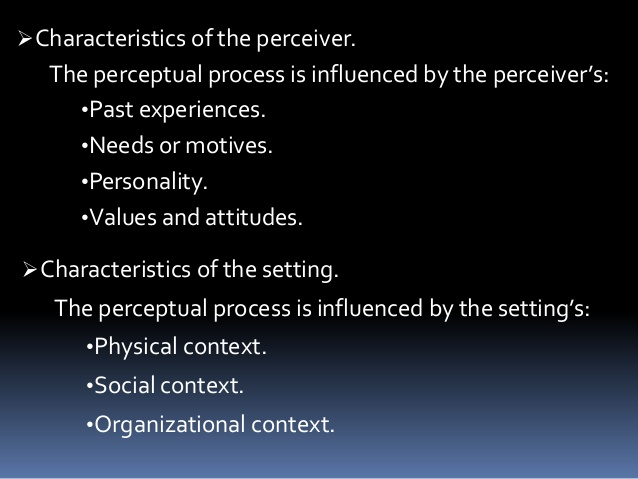 ➢Characteristics of the perceiver.
The perceptual process is influenced by the perceiver’s:
•Past experiences.
•Needs or motives.
•Personality.
•Values and attitudes.
➢Characteristics of the setting.
The perceptual process is influenced by the setting’s:
•Physical context.
•Social context.
•Organizational context.